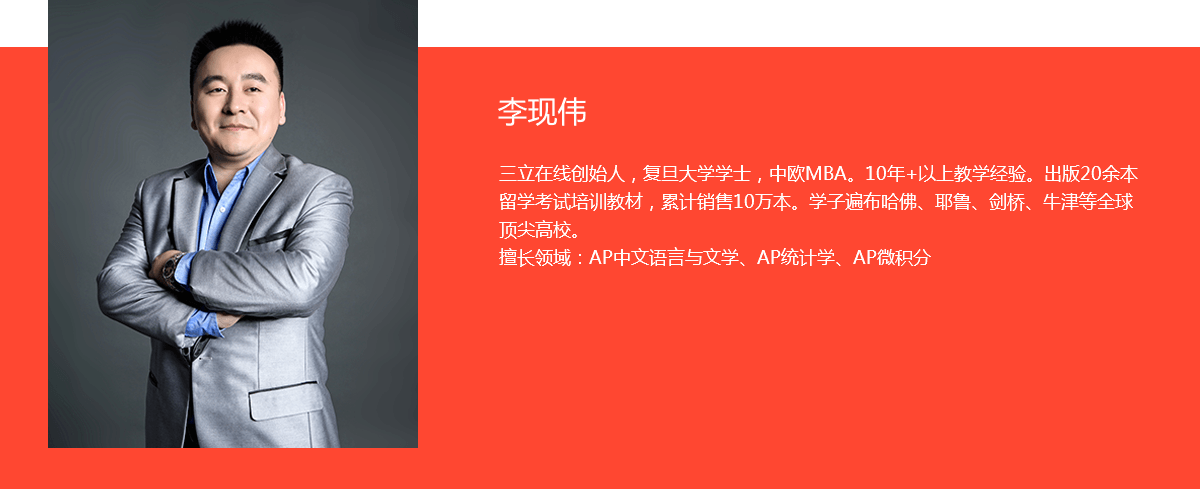 李现伟
三立在线创始人，复旦大学学士，中欧MBA。10年+以上教学经验。出版20余本
留学考试培训教材，累计销售10万本。学子遍布哈佛、耶鲁、剑桥、牛津等全球
顶尖高校。
擅长领域：AP中文语言与文学、AP统计学、AP微积分